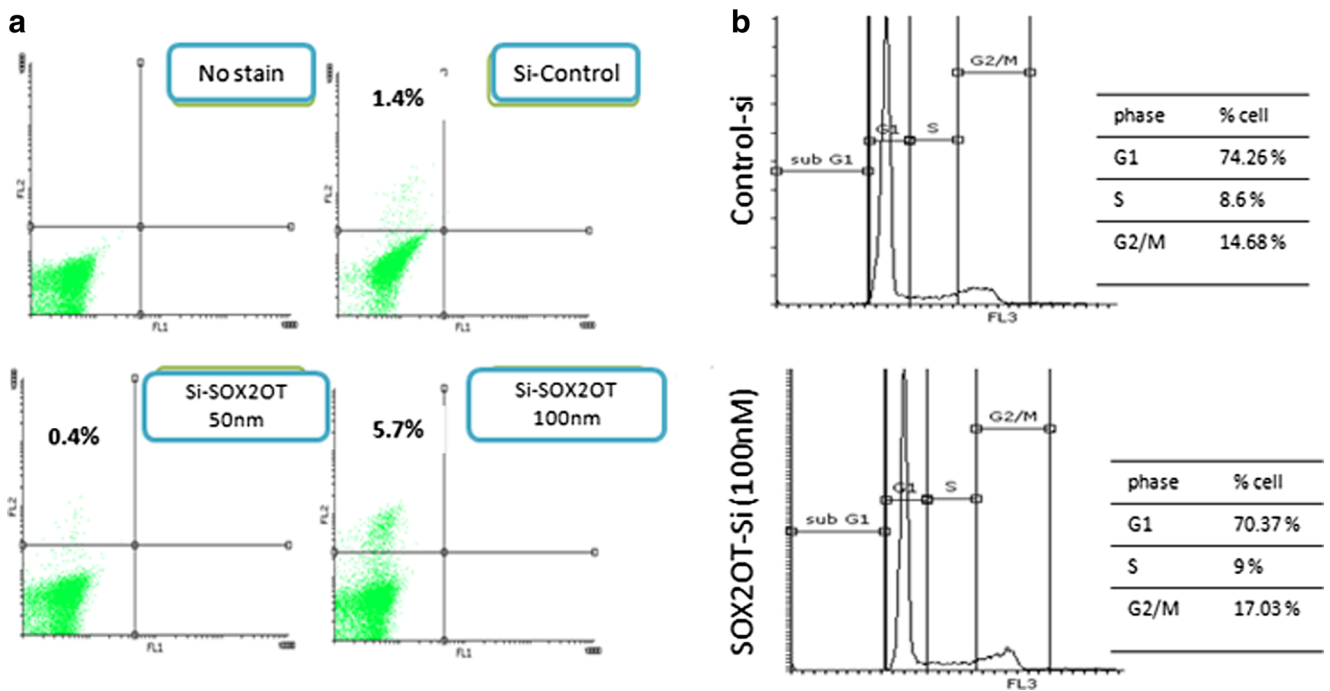 a
No stain
Si-Control
1.4%
FL2
FL1
FL2
FL1
Si-SOX2OT
50nm
Si-SOX2OT
100nm
0.4%
5.7%
FL2
FL1
FL2
FL1
b
Control-si
sub G1
G1
S
G2/M
FL3
phase % cell
G1 74.26 %
S 8.6 %
G2/M 14.68 %
SOX2OT-Si (100nM)
sub G1
G1
S
G2/M
FL3
phase % cell
G1 70.37 %
S 9 %
G2/M 17.03 %